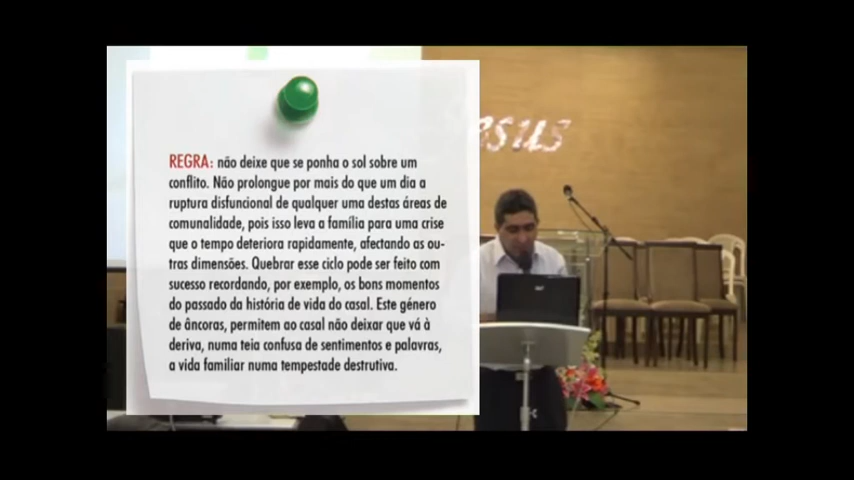 REGRA: não deixe que se ponha o sol sobre um
conflito. Não prolongue por mais do que um dia a
ruptura disfuncional de qualquer uma destas áreas de
comunalidade, pois isso leva a família para uma crise
que o tempo deteriora rapidamente, afectando as ou-
tras dimensões. Quebrar esse ciclo pode ser feito com
sucesso recordando, por exemplo, os bons momentos
do passado da história de vida do casal. Este género
de âncoras, permitem ao casal não deixar que vá à
deriva, numa teia confusa de sentimentos e palavras,
a vida familiar numa tempestade destrutiva.